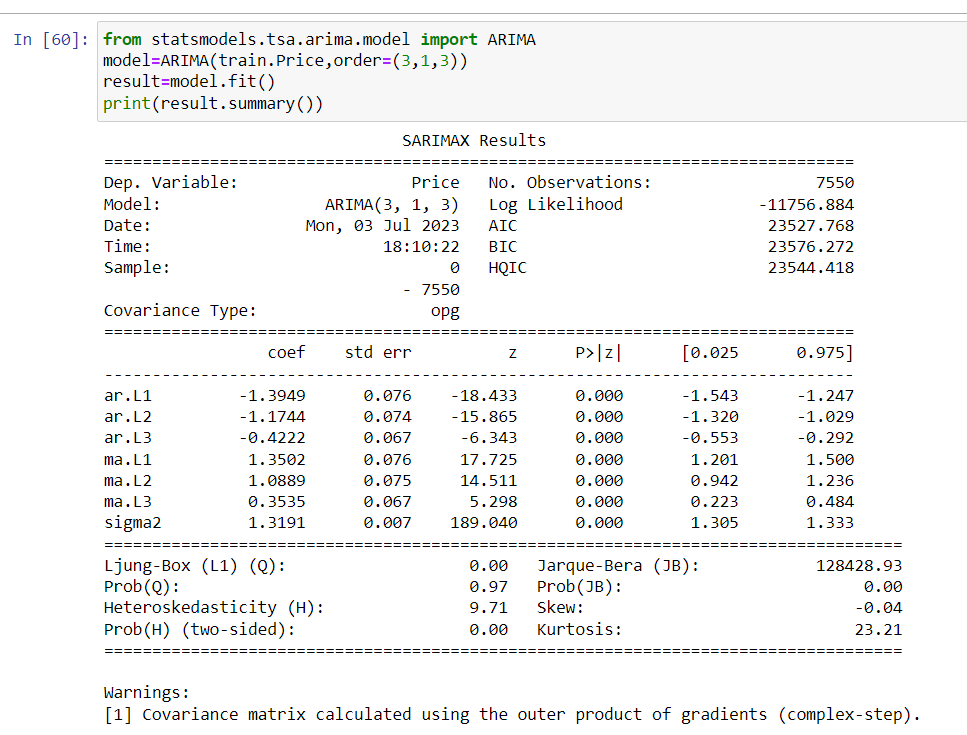 In [60]: from statsmodels.tsa.arima.model import ARIMA
model=ARIMA(train.Price,order=(3,1,3))
result=model.fit()
print(result.summary())
SARIMAX Results
==============================================================================
Dep. Variable: Price No. Observations: 7550
Model: ARIMA(3, 1, 3) Log Likelihood -11756.884
Date: Mon, 03 Jul 2023 AIC 23527.768
Time: 18:10:22 BIC 23576.272
Sample: 0 HQIC 23544.418
- 7550
Covariance Type: opg
==============================================================================
coef std err z P>|z| [0.025 0.975]
------------------------------------------------------------------------------
ar.L1 -1.3949 0.076 -18.433 0.000 -1.543 -1.247
ar.L2 -1.1744 0.074 -15.865 0.000 -1.320 -1.029
ar.L3 -0.4222 0.067 -6.343 0.000 -0.553 -0.292
ma.L1 1.3502 0.076 17.725 0.000 1.201 1.500
ma.L2 1.0889 0.075 14.511 0.000 0.942 1.236
ma.L3 0.3535 0.067 5.298 0.000 0.223 0.484
sigma2 1.3191 0.007 189.040 0.000 1.305 1.333
===================================================================================
Ljung-Box (L1) (Q): 0.00 Jarque-Bera (JB): 128428.93
Prob(Q): 0.97 Prob(JB): 0.00
Heteroskedasticity (H): 9.71 Skew: -0.04
Prob(H) (two-sided): 0.00 Kurtosis: 23.21
===================================================================================
Warnings:
[1] Covariance matrix calculated using the outer product of gradients (complex-step).